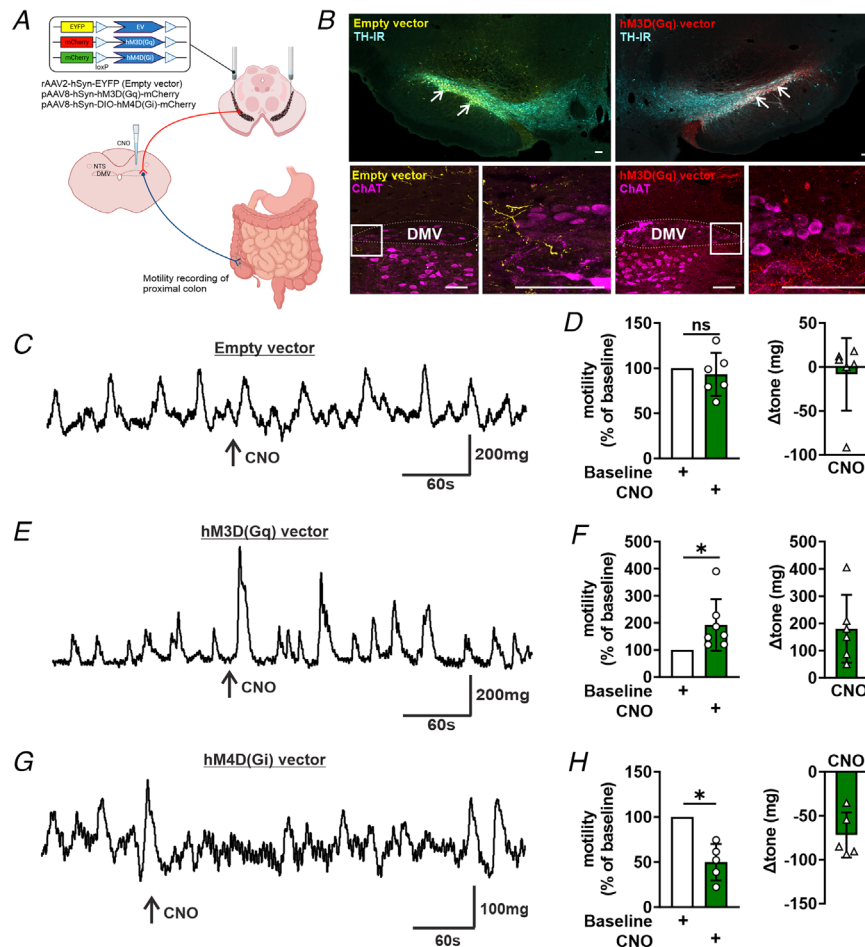 A
EYFP EV
mCherry hM3D(Gq)
mCherry hM4D(Gi)
loxP
rAAV2-hSyn-EYFP (Empty vector)
pAAV8-hSyn-hM3D(Gq)-mCherry
pAAV8-hSyn-DIO-hM4D(Gi)-mCherry
CNO
NTS
DMV
Motility recording of
proximal colon
B
Empty vector
TH-IR
hM3D(Gq) vector
TH-IR
Empty vector
ChAT
DMV
hM3D(Gq) vector
ChAT
DMV
C
Empty vector
CNO
200mg
60s
D
motility
(% of baseline)
150
100
50
0
ns
Baseline +
CNO +
Δtone (mg)
50
0
-50
-100
CNO
E
hM3D(Gq) vector
CNO
200mg
60s
F
motility
(% of baseline)
500
400
300
200
100
0
*
Baseline +
CNO +
Δtone (mg)
500
400
300
200
100
0
CNO
G
hM4D(Gi) vector
CNO
100mg
60s
H
motility
(% of baseline)
150
100
50
0
*
Baseline +
CNO +
CNO
Δtone (mg)
0
-50
-100
-150